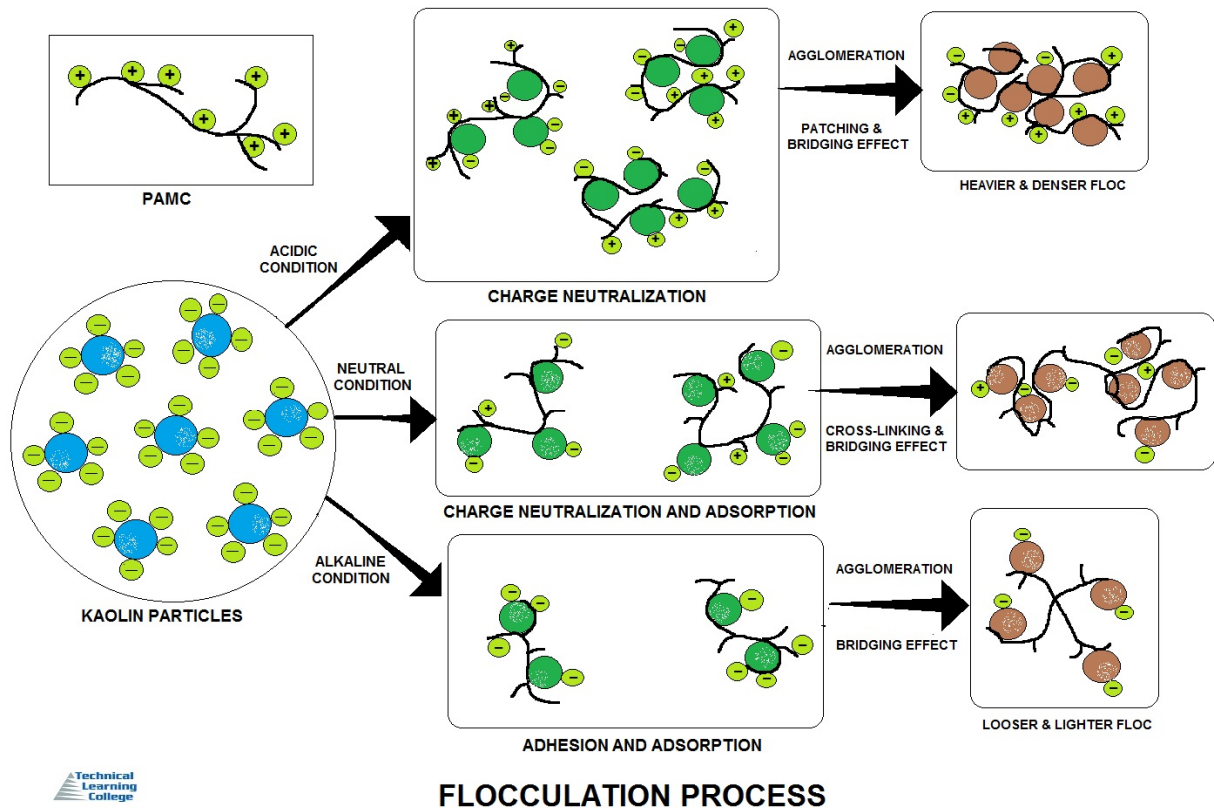 PAMC
ACIDIC
CONDITION
KAOLIN PARTICLES
CHARGE NEUTRALIZATION
AGGLOMERATION
PATCHING &
BRIDGING EFFECT
HEAVIER & DENSER FLOC
NEUTRAL
CONDITION
CHARGE NEUTRALIZATION AND ADSORPTION
AGGLOMERATION
CROSS-LINKING &
BRIDGING EFFECT
ALKALINE
CONDITION
ADHESION AND ADSORPTION
AGGLOMERATION
BRIDGING EFFECT
LOOSER & LIGHTER FLOC
Technical
Learning
College
FLOCCULATION PROCESS